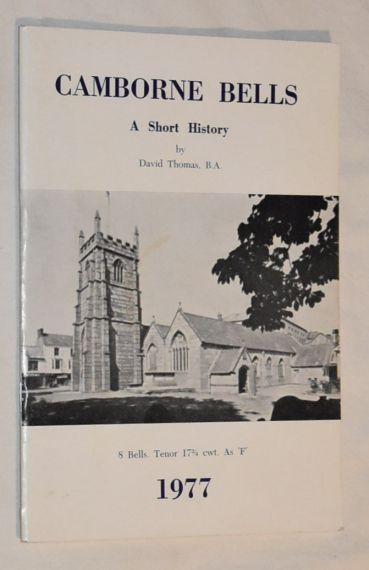 CAMBORNE BELLS
A Short History
by
David Thomas, B.A.
8 Bells. Tenor 17¾ cwt. As 'F'
1977